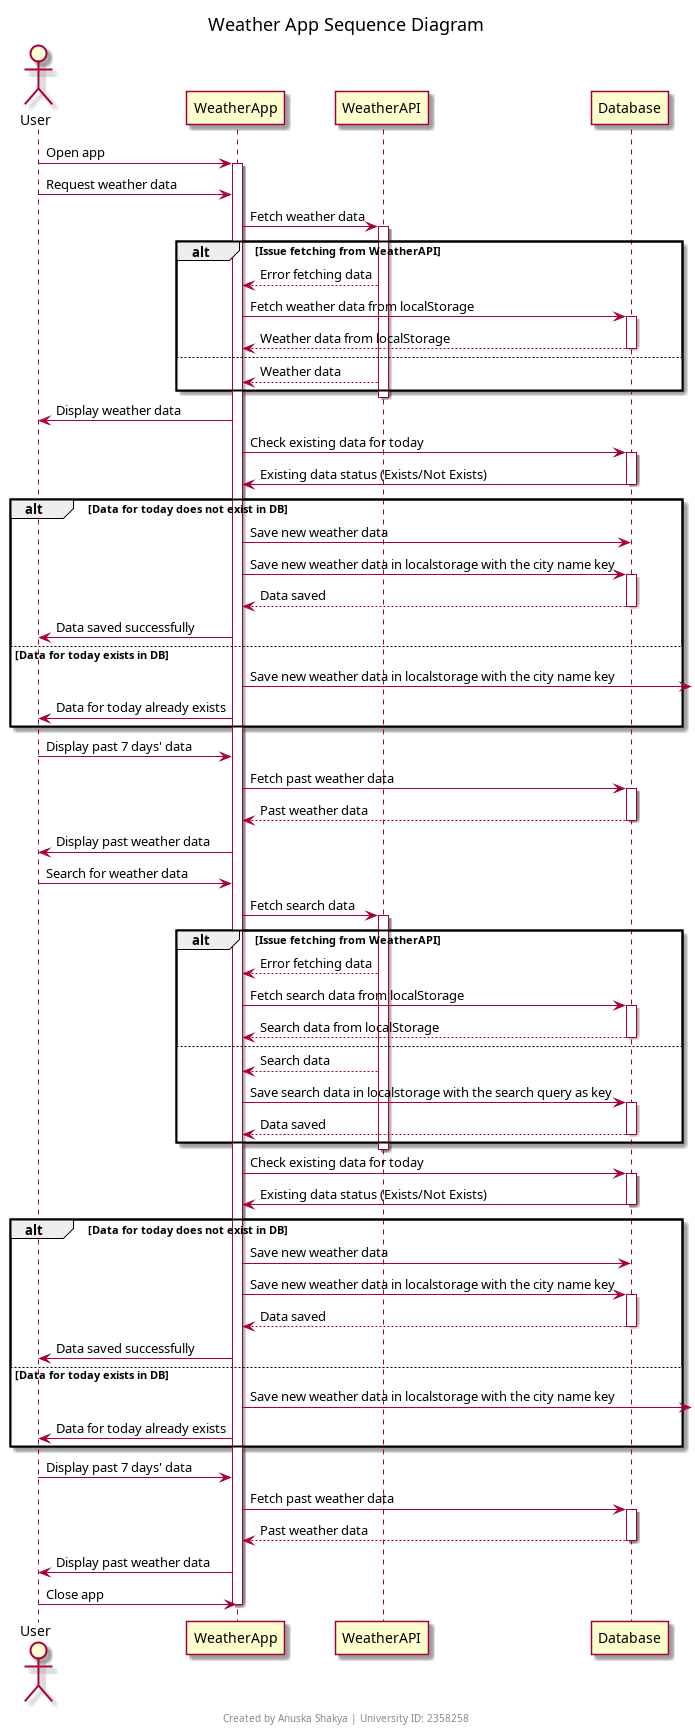 Weather App Sequence Diagram
User
WeatherApp
WeatherAPI
Database
Open app
Request weather data
Fetch weather data
alt
[Issue fetching from WeatherAPI]
Error fetching data
Fetch weather data from localStorage
Weather data from localStorage
Weather data
Display weather data
Check existing data for today
Existing data status (Exists/Not Exists)
alt
[Data for today does not exist in DB]
Save new weather data
Save new weather data in localstorage with the city name key
Data saved
Data saved successfully
[Data for today exists in DB]
Save new weather data in localstorage with the city name key
Data for today already exists
Display past 7 days' data
Fetch past weather data
Past weather data
Display past weather data
Search for weather data
Fetch search data
alt
[Issue fetching from WeatherAPI]
Error fetching data
Fetch search data from localStorage
Search data from localStorage
Search data
Save search data in localstorage with the search query as key
Data saved
Check existing data for today
Existing data status (Exists/Not Exists)
alt
[Data for today does not exist in DB]
Save new weather data
Save new weather data in localstorage with the city name key
Data saved
Data saved successfully
[Data for today exists in DB]
Save new weather data in localstorage with the city name key
Data for today already exists
Display past 7 days' data
Fetch past weather data
Past weather data
Display past weather data
Close app
User
WeatherApp
WeatherAPI
Database
Created by Anuska Shakya | University ID: 2358258